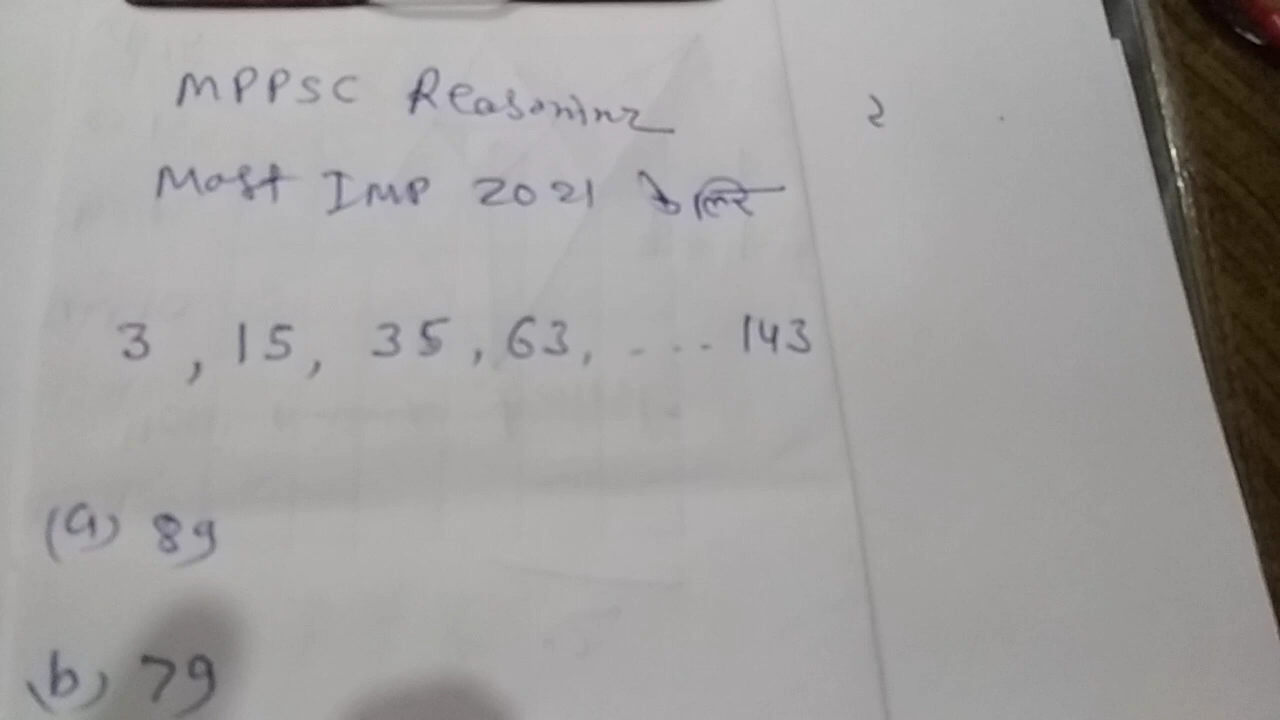 MPPSC Reasoning
Most IMP 2021 के लिए
3, 15, 35, 63, .... 143
(a) 89
(b) 79